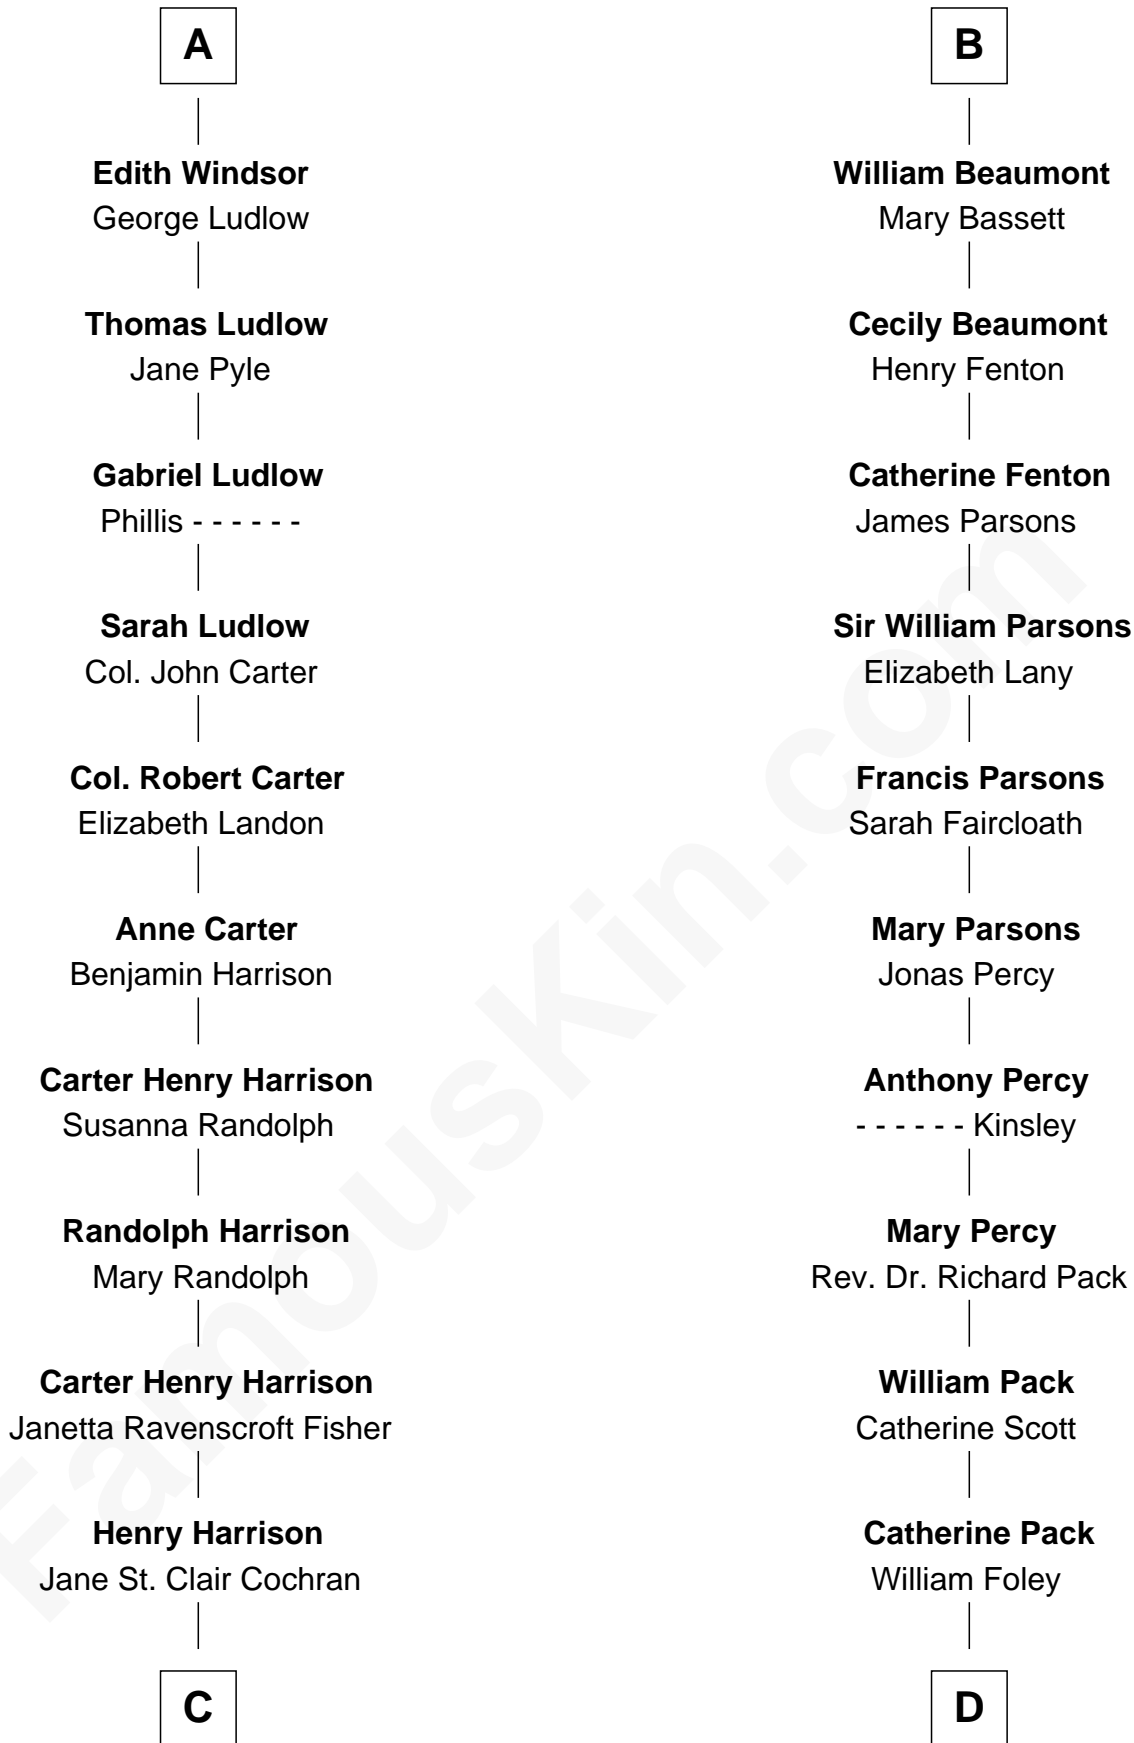 A
Edith Windsor
George Ludlow
Thomas Ludlow
Jane Pyle
Gabriel Ludlow
Phillis - - - - - -
Sarah Ludlow
Col. John Carter
Col. Robert Carter
Elizabeth Landon
Anne Carter
Benjamin Harrison
Carter Henry Harrison
Susanna Randolph
Randolph Harrison
Mary Randolph
Carter Henry Harrison
Janetta Ravenscroft Fisher
Henry Harrison
Jane St. Clair Cochran
C
B
William Beaumont
Mary Bassett
Cecily Beaumont
Henry Fenton
Catherine Fenton
James Parsons
Sir William Parsons
Elizabeth Lany
Francis Parsons
Sarah Faircloath
Mary Parsons
Jonas Percy
Anthony Percy
- - - - - - Kinsley
Mary Percy
Rev. Dr. Richard Pack
William Pack
Catherine Scott
Catherine Pack
William Foley
D
FamousKin.com